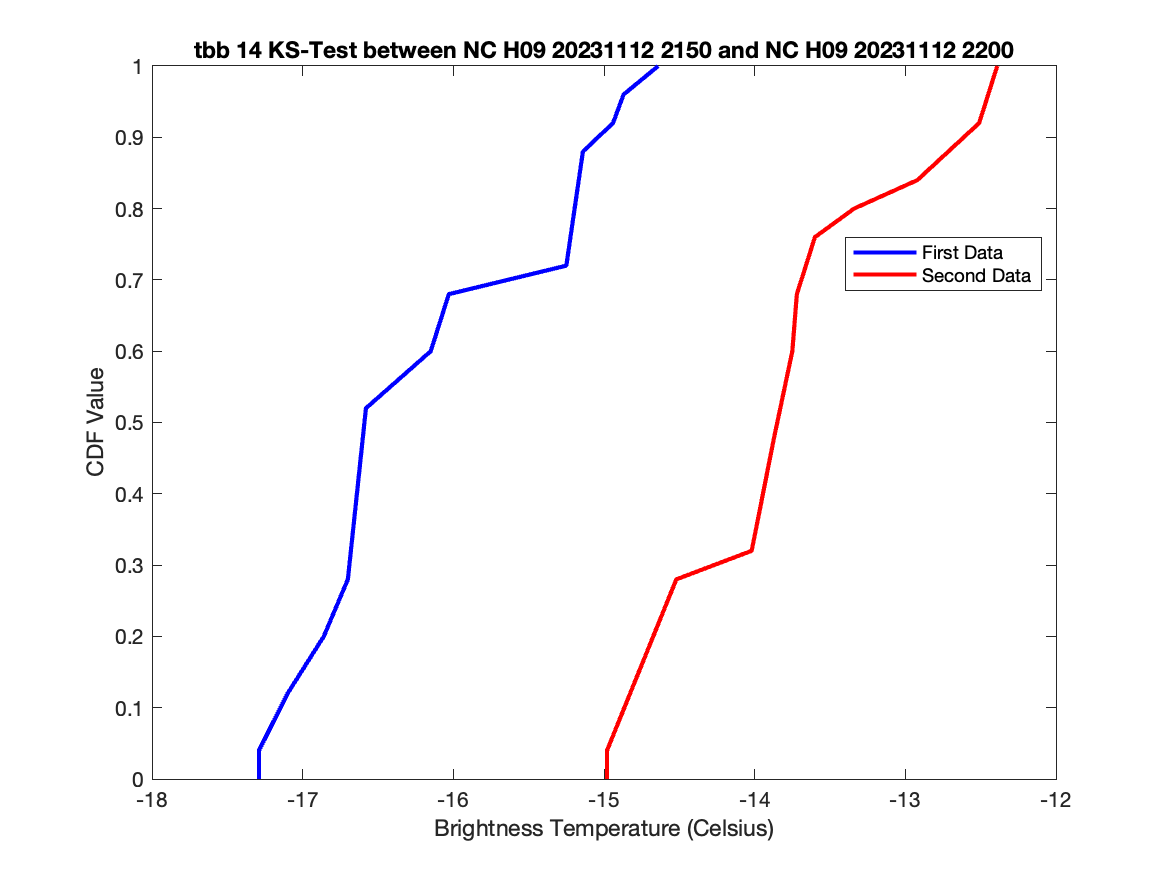 tbb 14 KS-Test between NC H09 20231112 2150 and NC H09 20231112 2200
1
0.9
0.8
0.7
0.6
0.5
0.4
0.3
0.2
0.1
0
CDF Value
First Data
Second Data
-18 -17 -16 -15 -14 -13 -12
Brightness Temperature (Celsius)